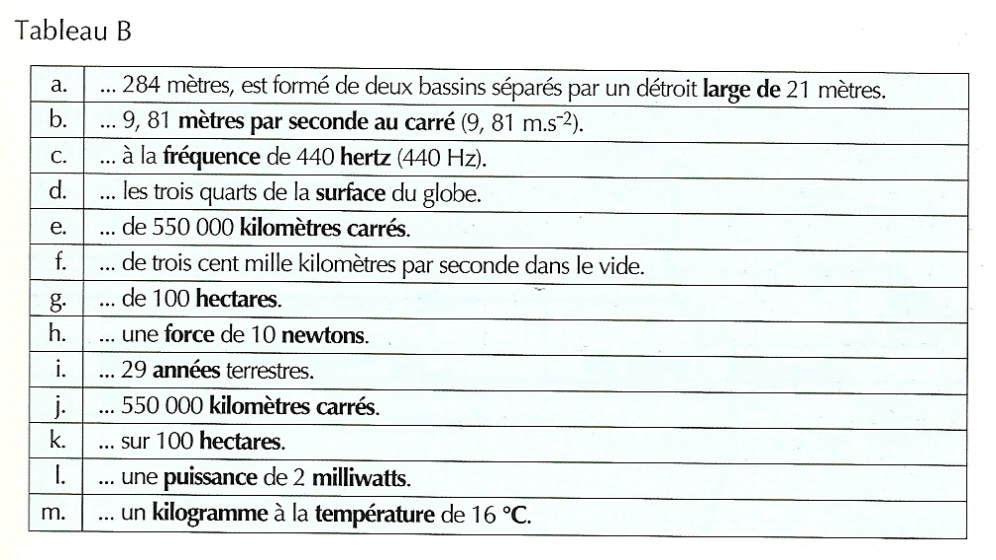 Tableau B
a. ... 284 mètres, est formé de deux bassins séparés par un détroit large de 21 mètres.
b. ... 9, 81 mètres par seconde au carré (9, 81 m.s⁻²).
c. ... à la fréquence de 440 hertz (440 Hz).
d. ... les trois quarts de la surface du globe.
e. ... de 550 000 kilomètres carrés.
f. ... de trois cent mille kilomètres par seconde dans le vide.
g. ... de 100 hectares.
h. ... une force de 10 newtons.
i. ... 29 années terrestres.
j. ... 550 000 kilomètres carrés.
k. ... sur 100 hectares.
l. ... une puissance de 2 milliwatts.
m. ... un kilogramme à la température de 16 °C.